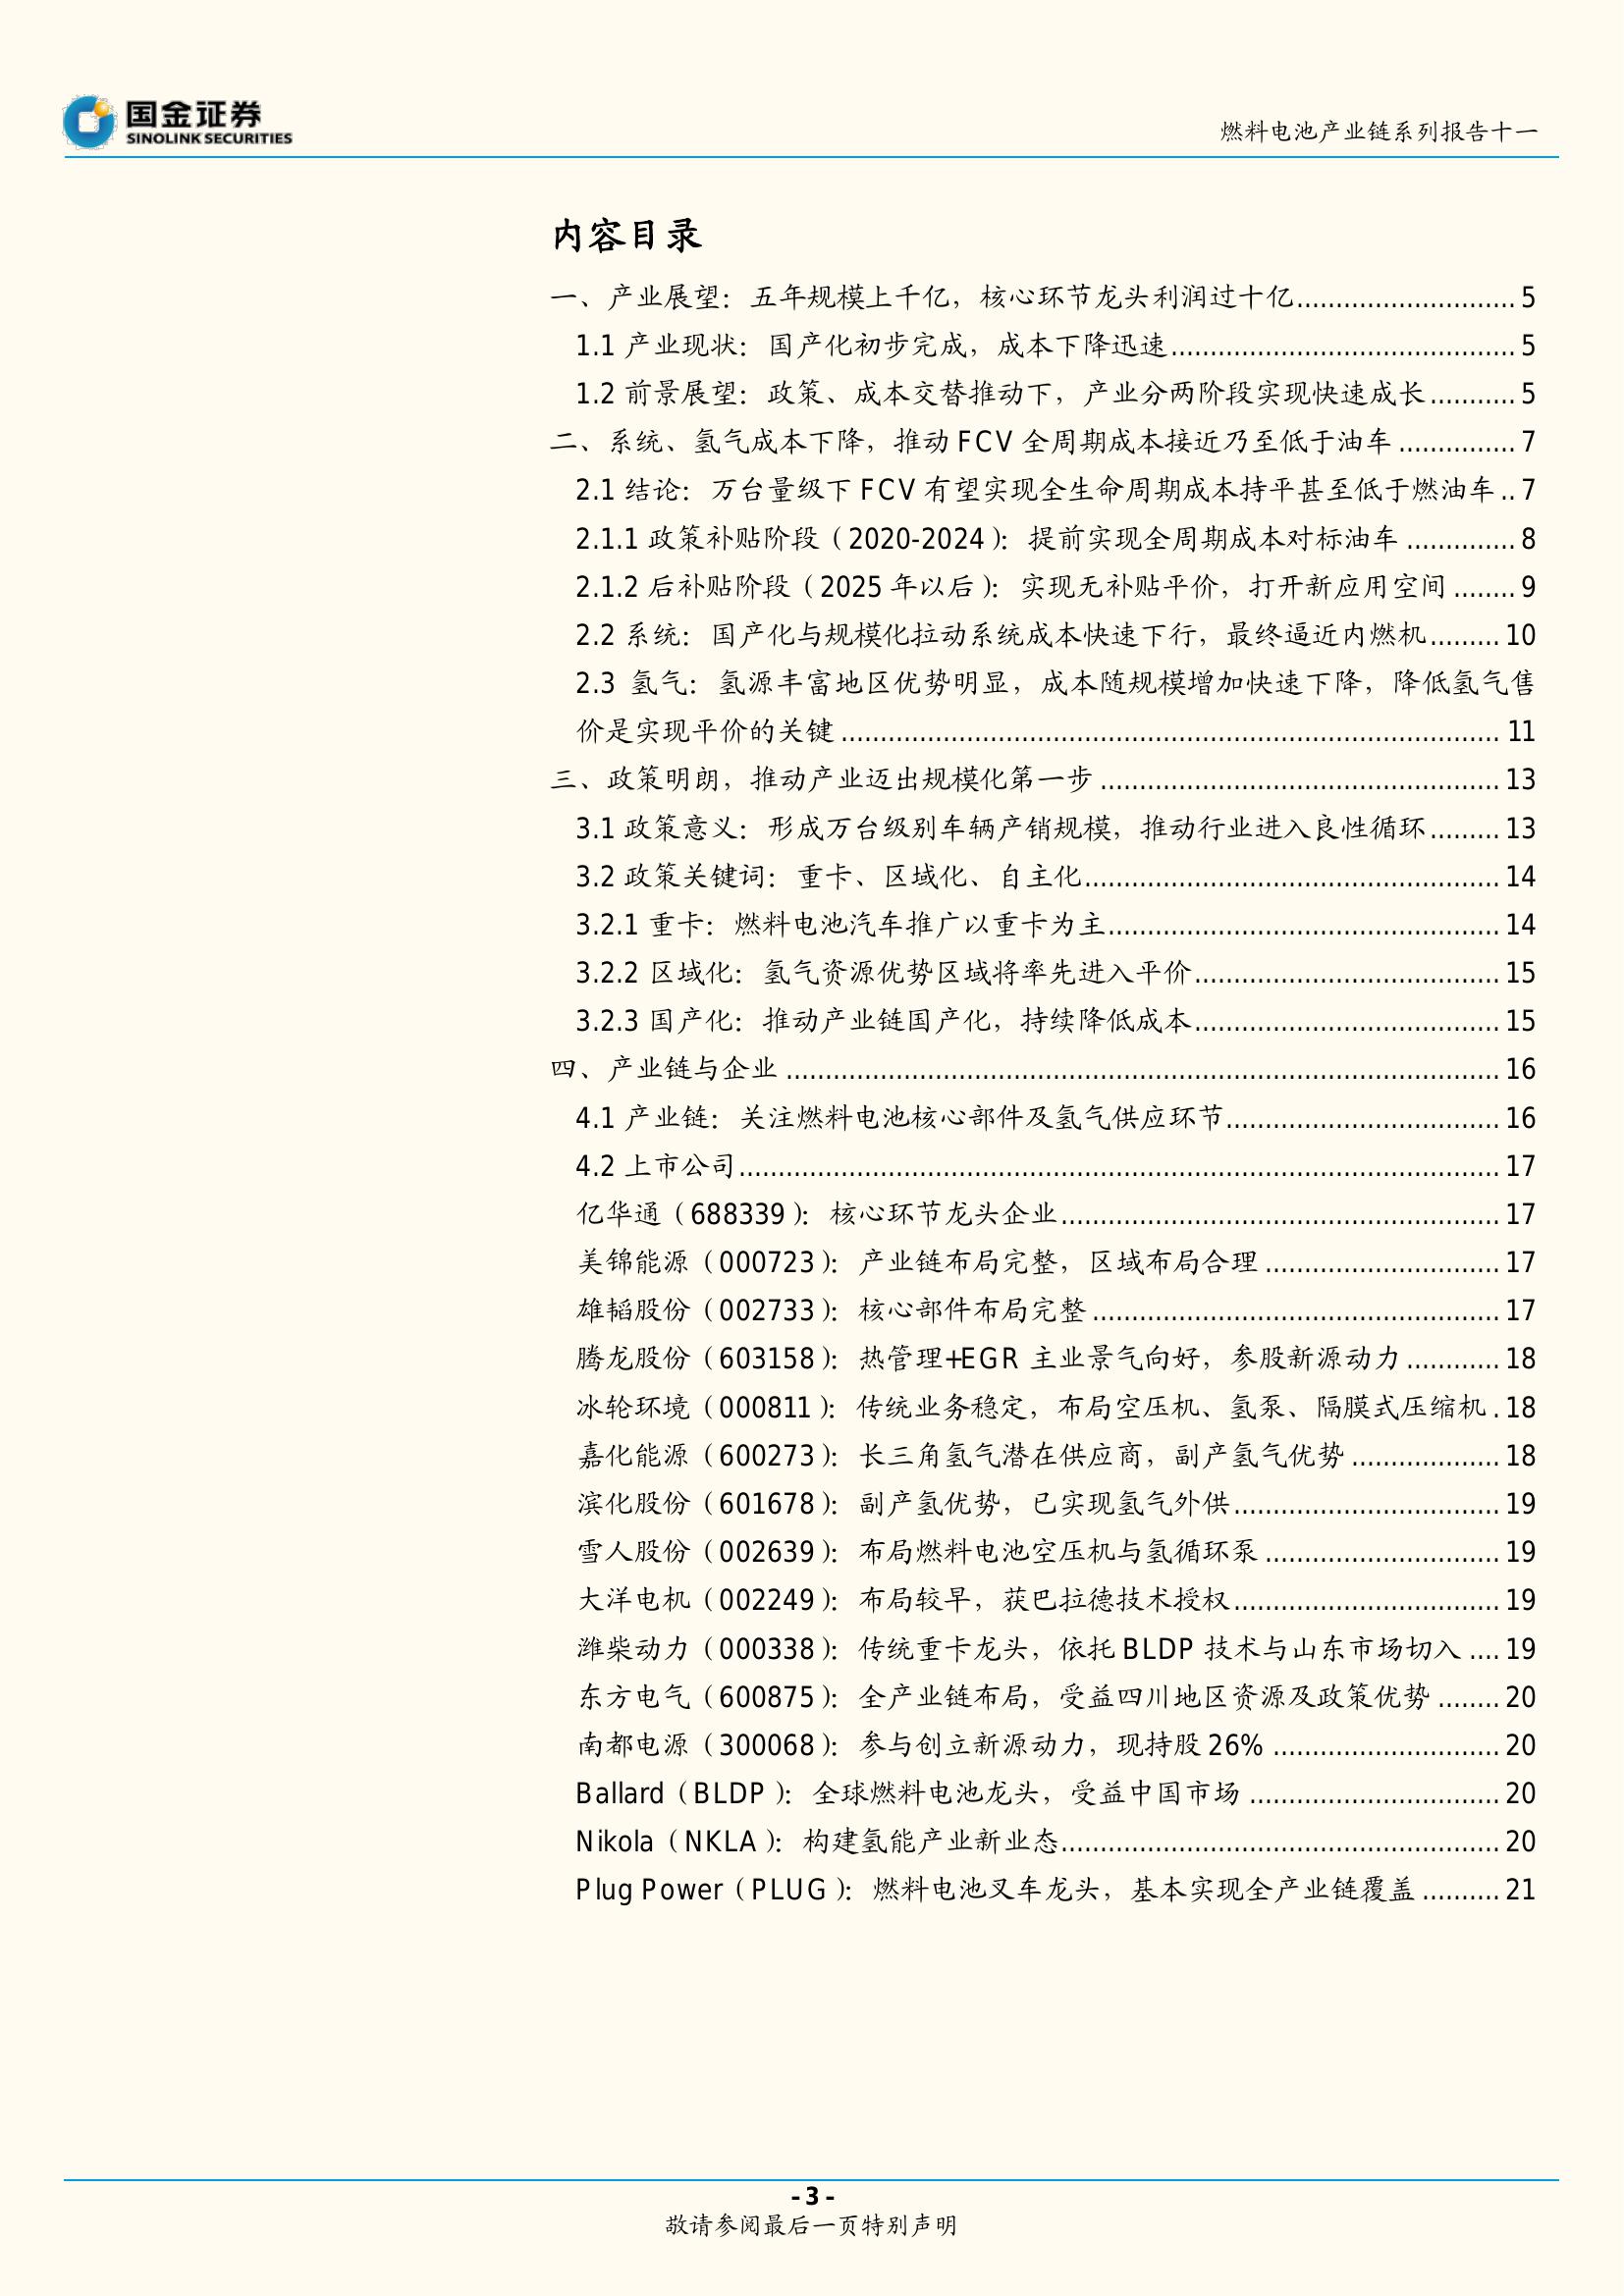 国金证券
SINOLINK SECURITIES
燃料电池产业链系列报告十一
内容目录
一、产业展望：五年规模上千亿，核心环节龙头利润过十亿............................ 5
1.1 产业现状：国产化初步完成，成本下降迅速............................................ 5
1.2 前景展望：政策、成本交替推动下，产业分两阶段实现快速成长........... 5
二、系统、氢气成本下降，推动 FCV 全周期成本接近乃至低于油车 ............... 7
2.1 结论：万台量级下 FCV 有望实现全生命周期成本持平甚至低于燃油车 .. 7
2.1.1 政策补贴阶段（2020-2024）：提前实现全周期成本对标油车 .............. 8
2.1.2 后补贴阶段（2025 年以后）：实现无补贴平价，打开新应用空间 ........ 9
2.2 系统：国产化与规模化拉动系统成本快速下行，最终逼近内燃机......... 10
2.3 氢气：氢源丰富地区优势明显，成本随规模增加快速下降，降低氢气售
价是实现平价的关键 .................................................................................... 11
三、政策明朗，推动产业迈出规模化第一步 ................................................... 13
3.1 政策意义：形成万台级别车辆产销规模，推动行业进入良性循环......... 13
3.2 政策关键词：重卡、区域化、自主化..................................................... 14
3.2.1 重卡：燃料电池汽车推广以重卡为主.................................................. 14
3.2.2 区域化：氢气资源优势区域将率先进入平价....................................... 15
3.2.3 国产化：推动产业链国产化，持续降低成本....................................... 15
四、产业链与企业 ........................................................................................... 16
4.1 产业链：关注燃料电池核心部件及氢气供应环节................................... 16
4.2 上市公司................................................................................................. 17
亿华通（688339）：核心环节龙头企业........................................................ 17
美锦能源（000723）：产业链布局完整，区域布局合理 .............................. 17
雄韬股份（002733）：核心部件布局完整 .................................................... 17
腾龙股份（603158）：热管理+EGR 主业景气向好，参股新源动力............ 18
冰轮环境（000811）：传统业务稳定，布局空压机、氢泵、隔膜式压缩机 . 18
嘉化能源（600273）：长三角氢气潜在供应商，副产氢气优势 ................... 18
滨化股份（601678）：副产氢优势，已实现氢气外供.................................. 19
雪人股份（002639）：布局燃料电池空压机与氢循环泵 .............................. 19
大洋电机（002249）：布局较早，获巴拉德技术授权.................................. 19
潍柴动力（000338）：传统重卡龙头，依托 BLDP 技术与山东市场切入 .... 19
东方电气（600875）：全产业链布局，受益四川地区资源及政策优势 ........ 20
南都电源（300068）：参与创立新源动力，现持股 26% ............................. 20
Ballard（BLDP）：全球燃料电池龙头，受益中国市场 ................................ 20
Nikola（NKLA）：构建氢能产业新业态........................................................ 20
Plug Power（PLUG）：燃料电池叉车龙头，基本实现全产业链覆盖 .......... 21
- 3 -
敬请参阅最后一页特别声明